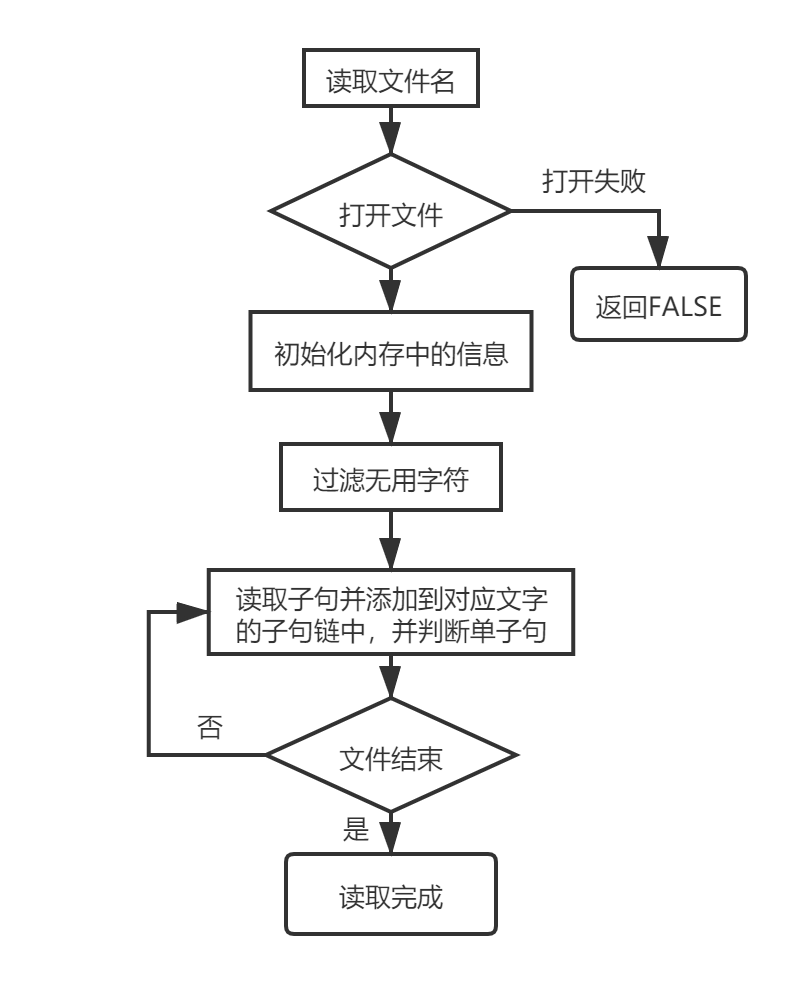 读取文件名
打开文件
打开失败
返回FALSE
初始化内存中的信息
过滤无用字符
读取子句并添加到对应文字
的子句链中，并判断单子句
否
文件结束
是
读取完成